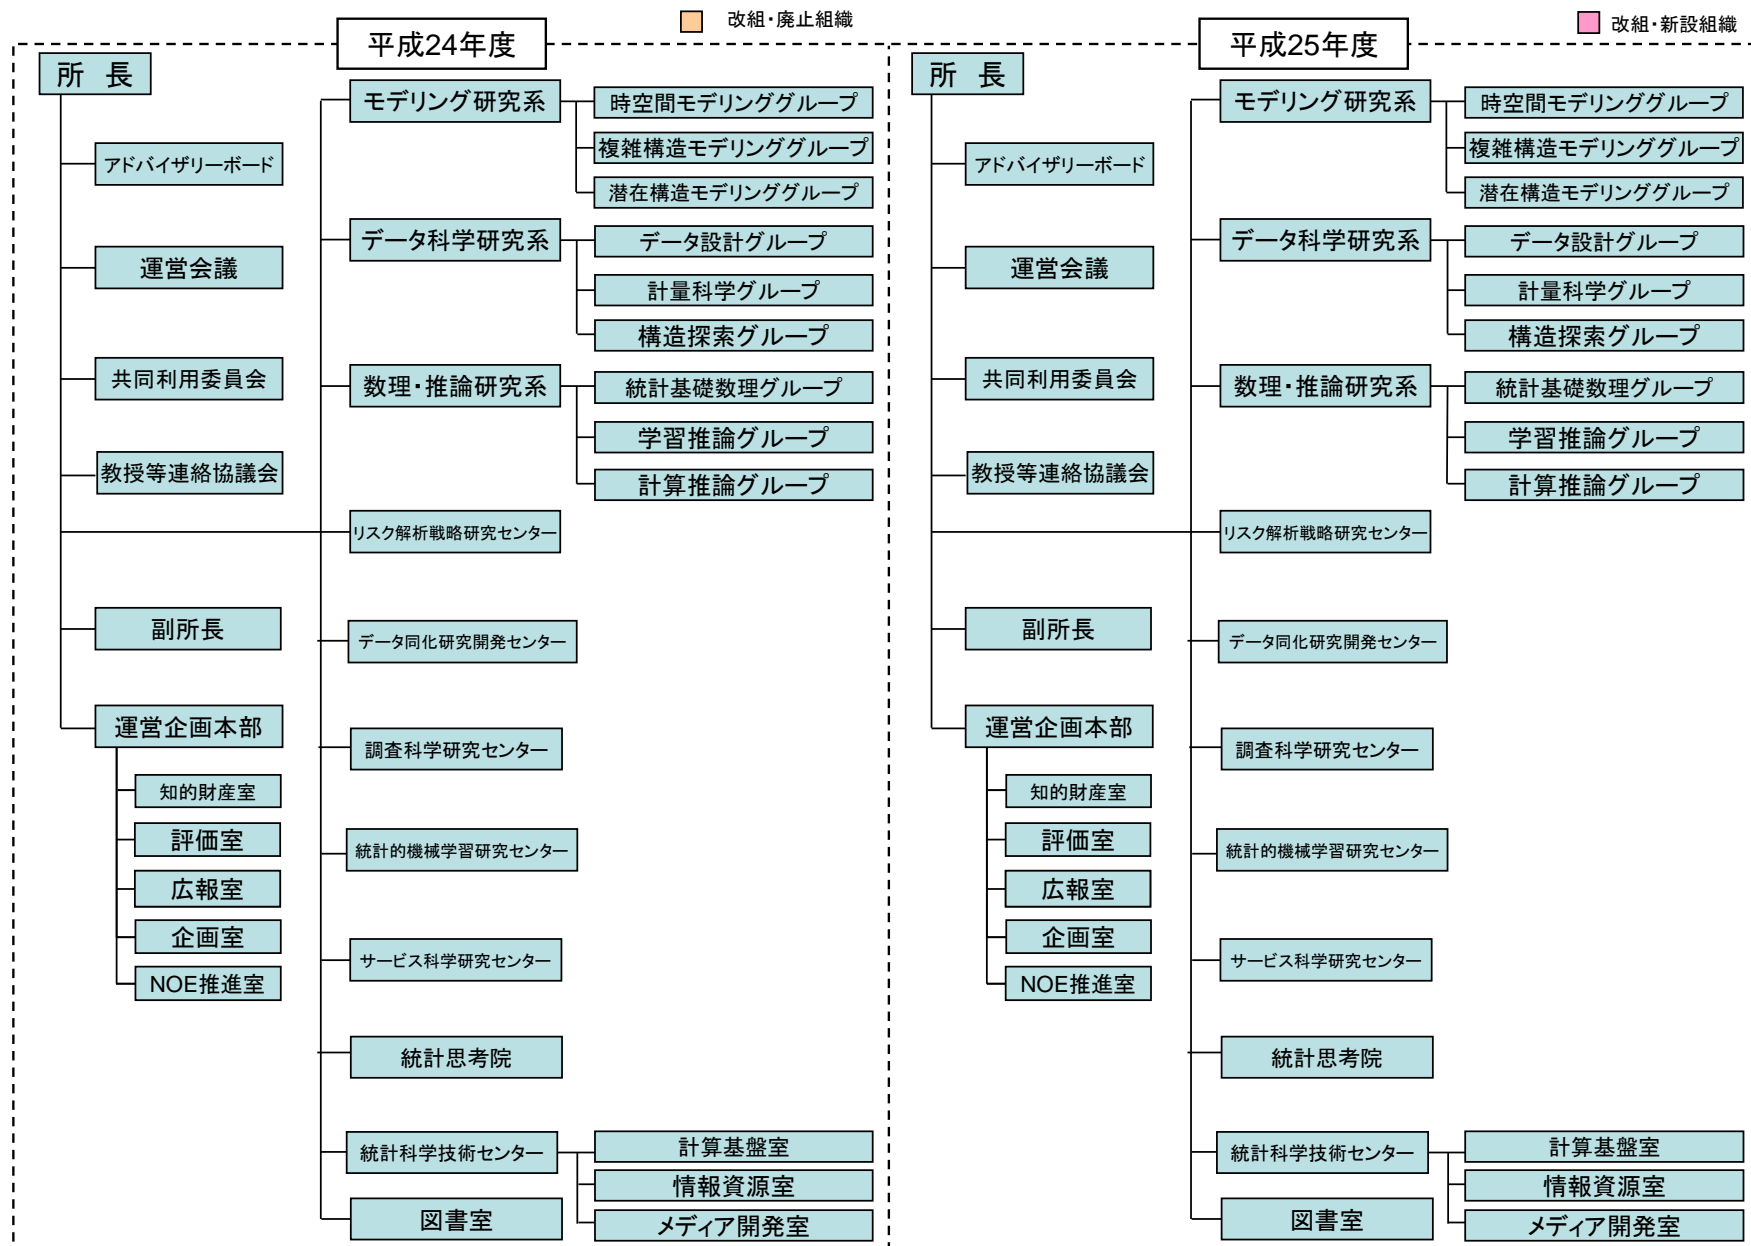 改組・廃止組織
改組・新設組織
平成24年度
所 長
アドバイザリーボード
運営会議
共同利用委員会
教授等連絡協議会
副所長
運営企画本部
知的財産室
評価室
広報室
企画室
NOE推進室
モデリング研究系
時空間モデリンググループ
複雑構造モデリンググループ
潜在構造モデリンググループ
データ科学研究系
データ設計グループ
計量科学グループ
構造探索グループ
数理・推論研究系
統計基礎数理グループ
学習推論グループ
計算推論グループ
リスク解析戦略研究センター
データ同化研究開発センター
調査科学研究センター
統計的機械学習研究センター
サービス科学研究センター
統計思考院
統計科学技術センター
計算基盤室
情報資源室
メディア開発室
図書室
平成25年度
所 長
アドバイザリーボード
運営会議
共同利用委員会
教授等連絡協議会
副所長
運営企画本部
知的財産室
評価室
広報室
企画室
NOE推進室
モデリング研究系
時空間モデリンググループ
複雑構造モデリンググループ
潜在構造モデリンググループ
データ科学研究系
データ設計グループ
計量科学グループ
構造探索グループ
数理・推論研究系
統計基礎数理グループ
学習推論グループ
計算推論グループ
リスク解析戦略研究センター
データ同化研究開発センター
調査科学研究センター
統計的機械学習研究センター
サービス科学研究センター
統計思考院
統計科学技術センター
計算基盤室
情報資源室
メディア開発室
図書室